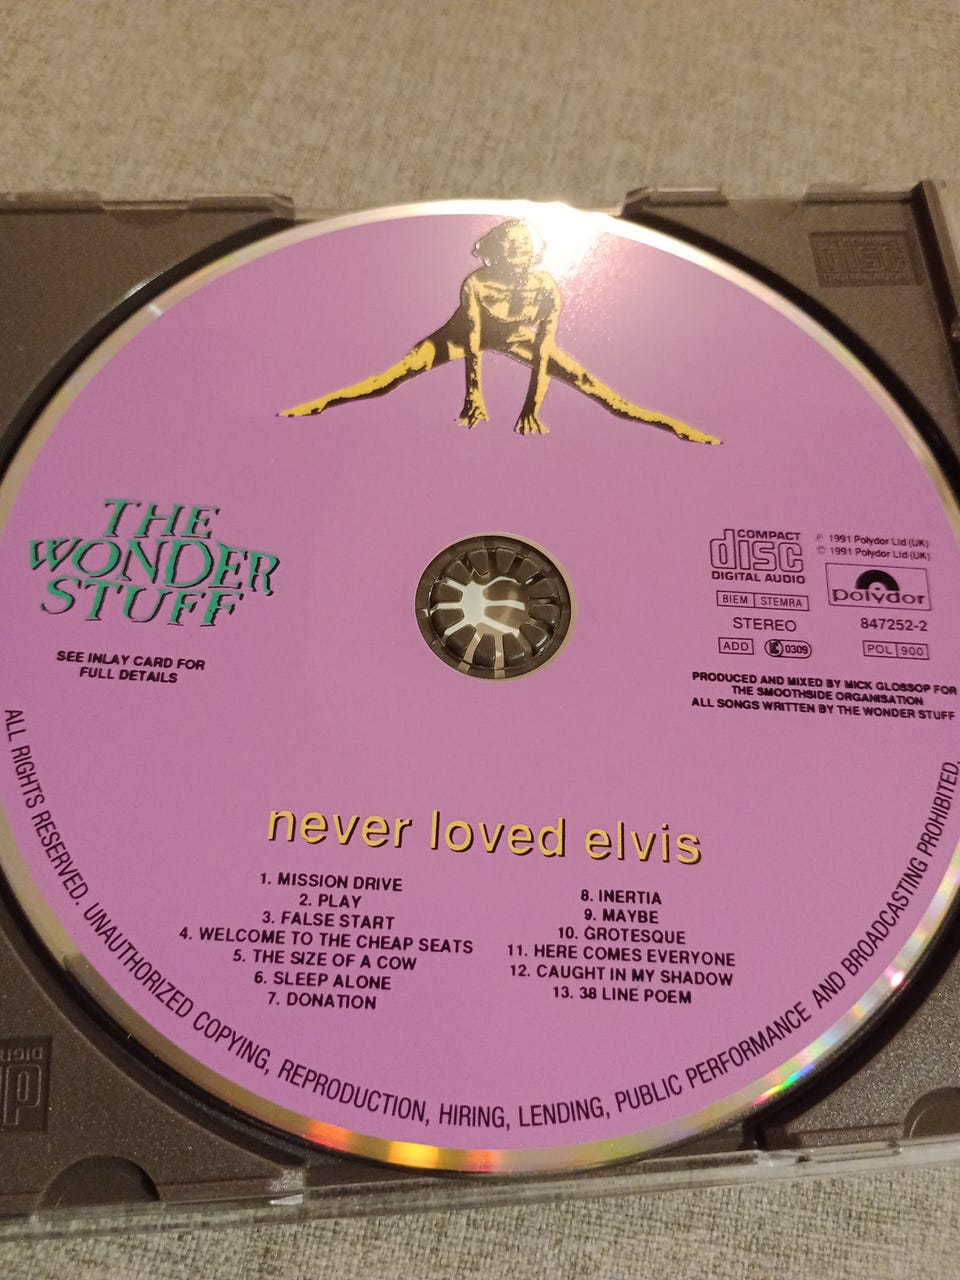 THE
WONDER
STUFF
SEE INLAY CARD FOR
FULL DETAILS
COMPACT
disc
DIGITAL AUDIO
BIEM STEMRA
STEREO
ADD LC 0309
℗ 1991 Polydor Ltd (UK)
© 1991 Polydor Ltd (UK)
polydor
847252-2
POL 900
PRODUCED AND MIXED BY MICK GLOSSOP FOR
THE SMOOTHSIDE ORGANISATION
ALL SONGS WRITTEN BY THE WONDER STUFF
never loved elvis
1. MISSION DRIVE
2. PLAY
3. FALSE START
4. WELCOME TO THE CHEAP SEATS
5. THE SIZE OF A COW
6. SLEEP ALONE
7. DONATION
8. INERTIA
9. MAYBE
10. GROTESQUE
11. HERE COMES EVERYONE
12. CAUGHT IN MY SHADOW
13. 38 LINE POEM
ALL RIGHTS RESERVED. UNAUTHORIZED COPYING, REPRODUCTION, HIRING, LENDING, PUBLIC PERFORMANCE AND BROADCASTING PROHIBITED.